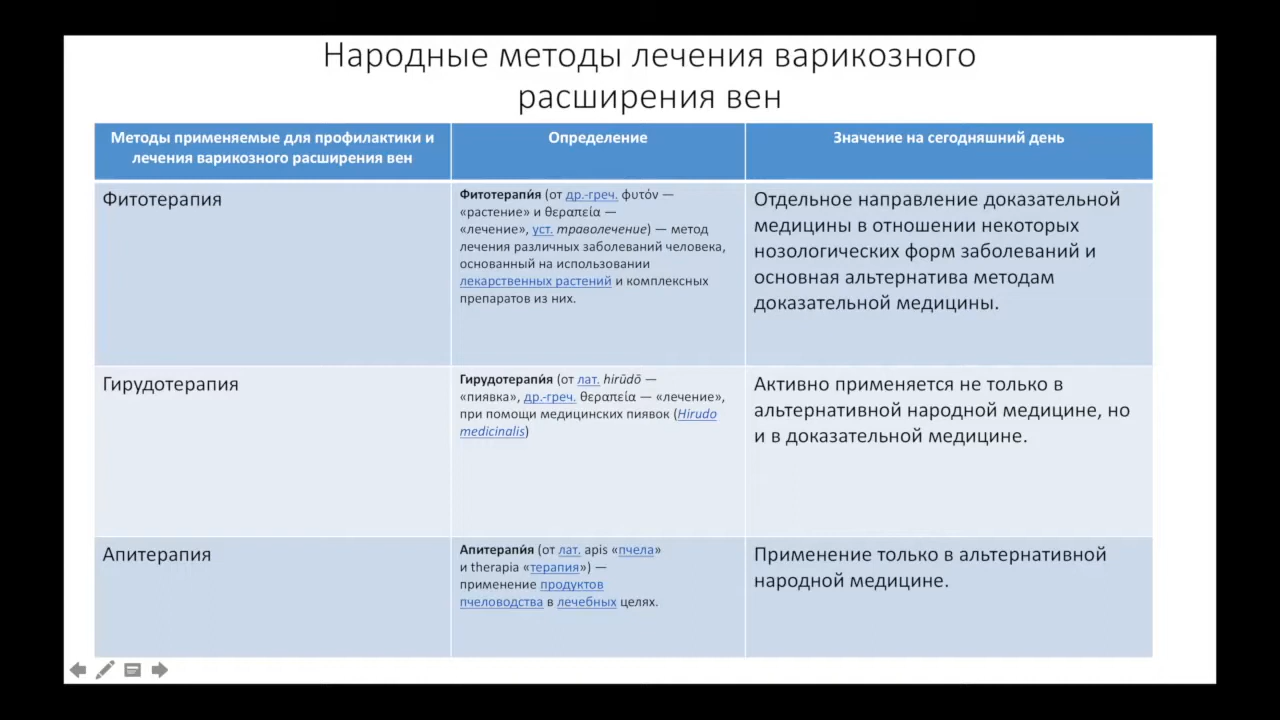 Народные методы лечения варикозного
расширения вен
Методы применяемые для профилактики и
лечения варикозного расширения вен
Определение
Значение на сегодняшний день
Фитотерапия
Фитотерапи́я (от др.-греч. φυτόν —
«растение» и θεραπεία —
«лечение», уст. траволечение) — метод
лечения различных заболеваний человека,
основанный на использовании
лекарственных растений и комплексных
препаратов из них.
Отдельное направление доказательной
медицины в отношении некоторых
нозологических форм заболеваний и
основная альтернатива методам
доказательной медицины.
Гирудотерапия
Гирудотерапи́я (от лат. hirūdō —
«пиявка», др.-греч. θεραπεία — «лечение»,
при помощи медицинских пиявок (Hirudo
medicinalis)
Активно применяется не только в
альтернативной народной медицине, но
и в доказательной медицине.
Апитерапия
Апитерапи́я (от лат. apis «пчела»
и therapia «терапия») —
применение продуктов
пчеловодства в лечебных целях.
Применение только в альтернативной
народной медицине.